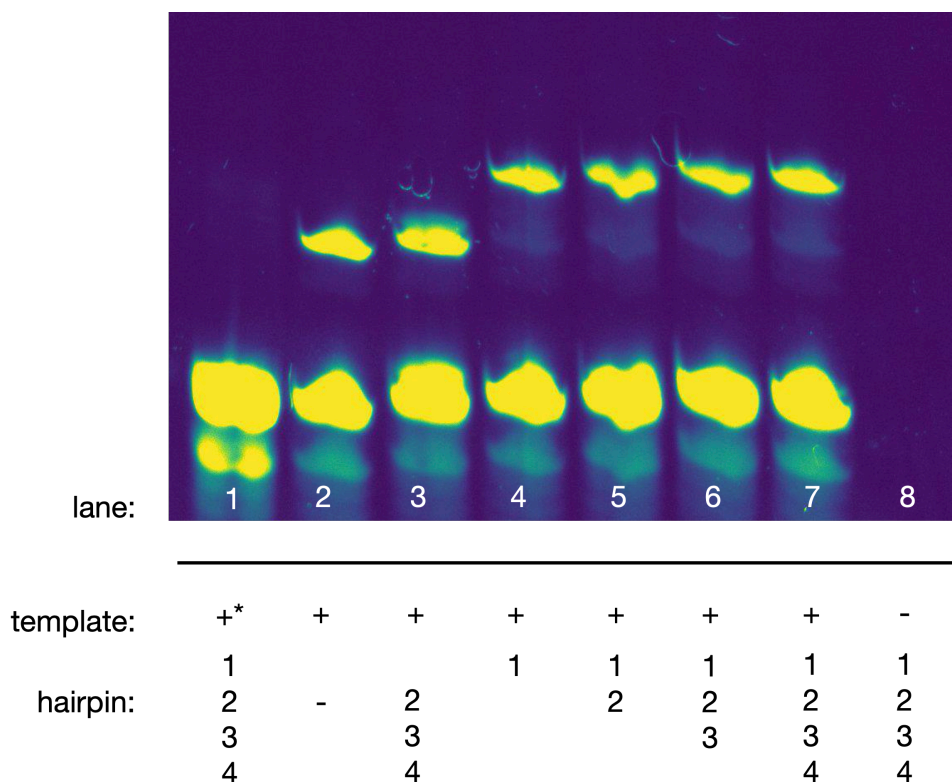 lane: 1 2 3 4 5 6 7 8
template: +* + + + + + + -
1 1 1 1 1 1
hairpin: 2 - 2 2 2 2 2
3 3 3 3 3
4 4 4 4